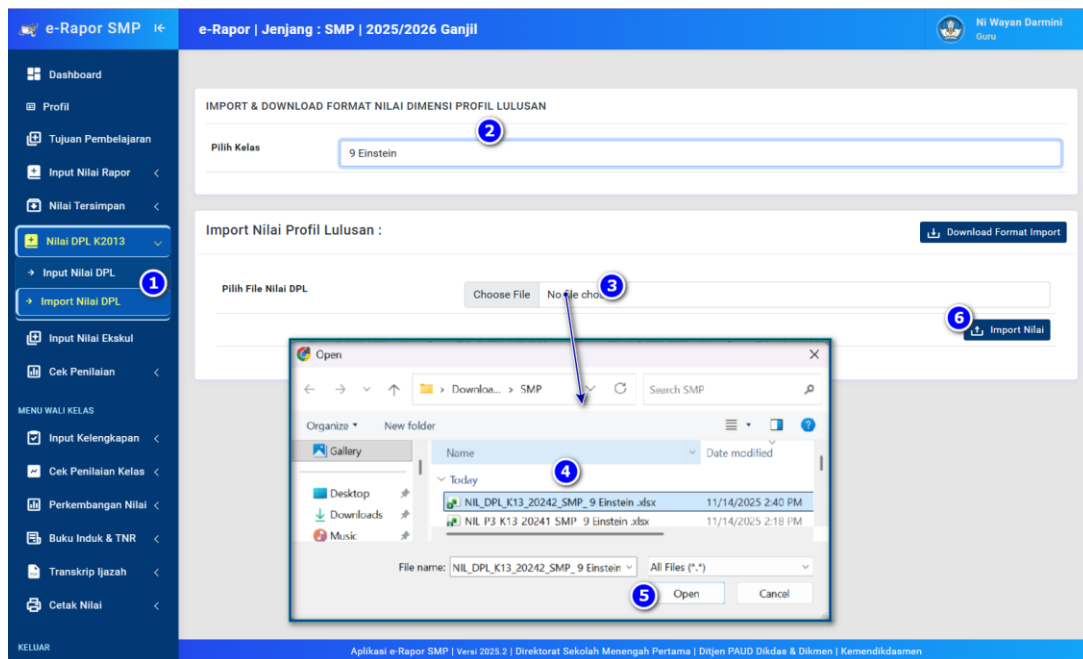 e-Rapor SMP
e-Rapor | Jenjang : SMP | 2025/2026 Ganjil
Ni Wayan Darmini
Guru
Dashboard
Profil
Tujuan Pembelajaran
Input Nilai Rapor
Nilai Tersimpan
Nilai DPL K2013
Input Nilai DPL
1
Import Nilai DPL
Input Nilai Ekskul
Cek Penilaian
MENU WALI KELAS
Input Kelengkapan
Cek Penilaian Kelas
Perkembangan Nilai
Buku Induk & TNR
Transkrip Ijazah
Cetak Nilai
KELUAR
IMPORT & DOWNLOAD FORMAT NILAI DIMENSI PROFIL LULUSAN
2
Pilih Kelas
9 Einstein
Import Nilai Profil Lulusan :
Download Format Import
Pilih File Nilai DPL
Choose File
No file cho
3
6
Import Nilai
Open
Downloa... > SMP
Search SMP
Organize
New folder
Gallery
Desktop
Downloads
Music
Name
Date modified
4
Today
NIL_DPL_K13_20242_SMP_ 9 Einstein .xlsx 11/14/2025 2:40 PM
NIL P3 K13 20241 SMP 9 Einstein .xlsx 11/14/2025 2:18 PM
File name: NIL_DPL_K13_20242_SMP_ 9 Einstein
All Files (*.*)
5
Open
Cancel
Aplikasi e-Rapor SMP | Versi 2025.2 | Direktorat Sekolah Menengah Pertama | Ditjen PAUD Dikdas & Dikmen | Kemendikdasmen